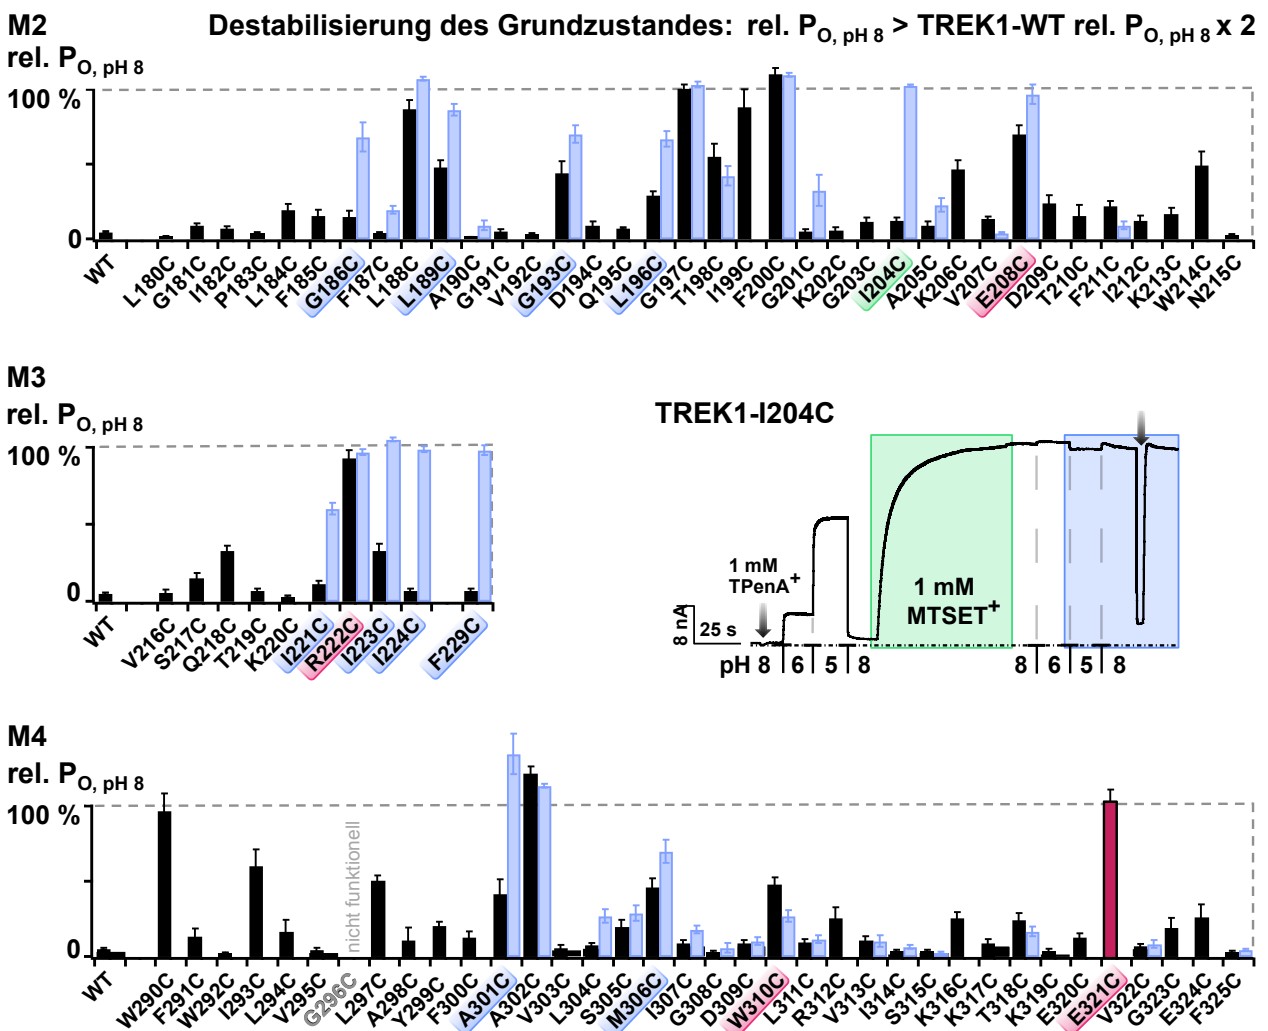 M2
Destabilisierung des Grundzustandes: rel. PO, pH 8 > TREK1-WT rel. PO, pH 8 x 2
rel. PO, pH 8
100 %
0
WT
L180C
G181C
I182C
P183C
L184C
F185C
G186C
F187C
L188C
L189C
A190C
G191C
V192C
G193C
D194C
Q195C
L196C
G197C
T198C
I199C
F200C
G201C
K202C
G203C
I204C
A205C
K206C
V207C
E208C
D209C
T210C
F211C
I212C
K213C
W214C
N215C
M3
rel. PO, pH 8
100 %
0
WT
V216C
S217C
Q218C
T219C
K220C
I221C
R222C
I223C
I224C
F229C
TREK1-I204C
1 mM
TPenA+
1 mM
MTSET+
8 nA
25 s
pH 8 6 5 8 8 6 5 8
M4
rel. PO, pH 8
100 %
0
nicht funktionell
WT
W290C
F291C
W292C
I293C
L294C
V295C
G296C
L297C
A298C
Y299C
F300C
A301C
A302C
V303C
L304C
S305C
M306C
I307C
G308C
D309C
W310C
L311C
R312C
V313C
I314C
S315C
K316C
K317C
T318C
K319C
E320C
E321C
V322C
G323C
E324C
F325C